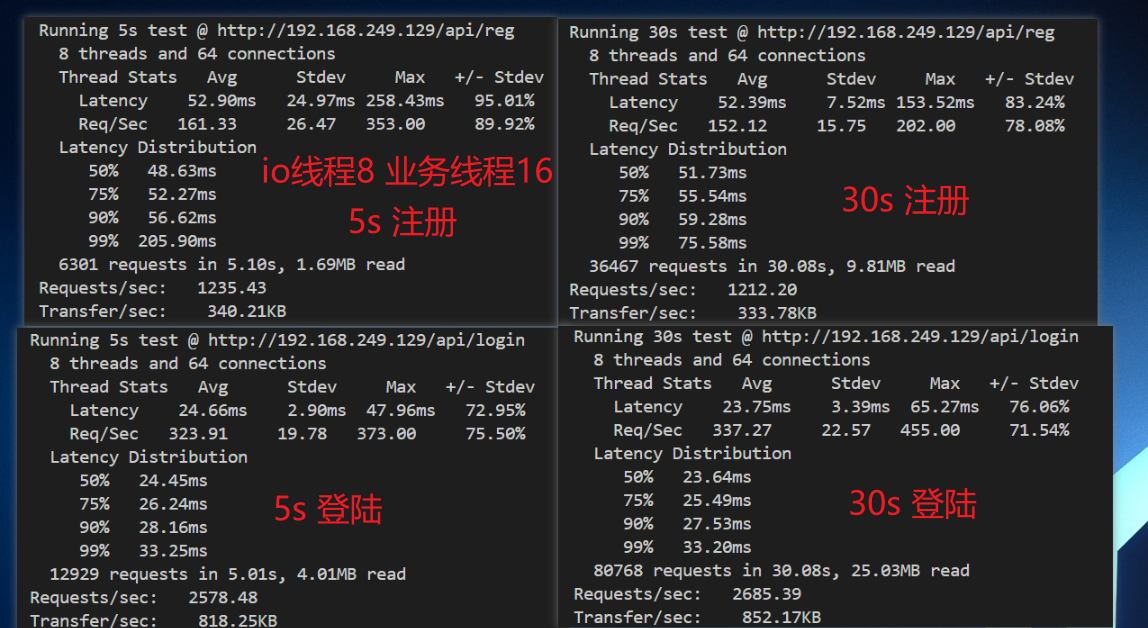 Running 5s test @ http://192.168.249.129/api/reg
8 threads and 64 connections
Thread Stats Avg Stdev Max +/- Stdev
Latency 52.90ms 24.97ms 258.43ms 95.01%
Req/Sec 161.33 26.47 353.00 89.92%
Latency Distribution
50% 48.63ms
75% 52.27ms
90% 56.62ms
99% 205.90ms
6301 requests in 5.10s, 1.69MB read
Requests/sec: 1235.43
Transfer/sec: 340.21KB
io线程8 业务线程16
5s 注册
Running 30s test @ http://192.168.249.129/api/reg
8 threads and 64 connections
Thread Stats Avg Stdev Max +/- Stdev
Latency 52.39ms 7.52ms 153.52ms 83.24%
Req/Sec 152.12 15.75 202.00 78.08%
Latency Distribution
50% 51.73ms
75% 55.54ms
90% 59.28ms
99% 75.58ms
36467 requests in 30.08s, 9.81MB read
Requests/sec: 1212.20
Transfer/sec: 333.78KB
30s 注册
Running 5s test @ http://192.168.249.129/api/login
8 threads and 64 connections
Thread Stats Avg Stdev Max +/- Stdev
Latency 24.66ms 2.90ms 47.96ms 72.95%
Req/Sec 323.91 19.78 373.00 75.50%
Latency Distribution
50% 24.45ms
75% 26.24ms
90% 28.16ms
99% 33.25ms
12929 requests in 5.01s, 4.01MB read
Requests/sec: 2578.48
Transfer/sec: 818.25KB
5s 登陆
Running 30s test @ http://192.168.249.129/api/login
8 threads and 64 connections
Thread Stats Avg Stdev Max +/- Stdev
Latency 23.75ms 3.39ms 65.27ms 76.06%
Req/Sec 337.27 22.57 455.00 71.54%
Latency Distribution
50% 23.64ms
75% 25.49ms
90% 27.53ms
99% 33.20ms
80768 requests in 30.08s, 25.03MB read
Requests/sec: 2685.39
Transfer/sec: 852.17KB
30s 登陆